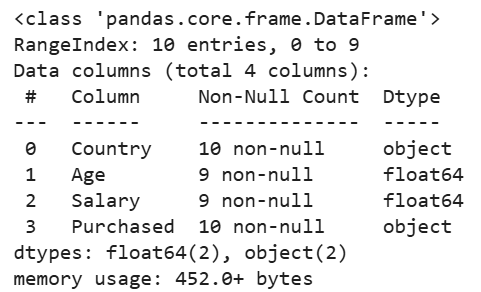 <class 'pandas.core.frame.DataFrame'>
RangeIndex: 10 entries, 0 to 9
Data columns (total 4 columns):
 #   Column     Non-Null Count  Dtype
---  ------     --------------  -----
 0   Country    10 non-null     object
 1   Age        9 non-null      float64
 2   Salary     9 non-null      float64
 3   Purchased  10 non-null     object
dtypes: float64(2), object(2)
memory usage: 452.0+ bytes